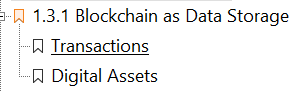 1.3.1 Blockchain as Data Storage
Transactions
Digital Assets